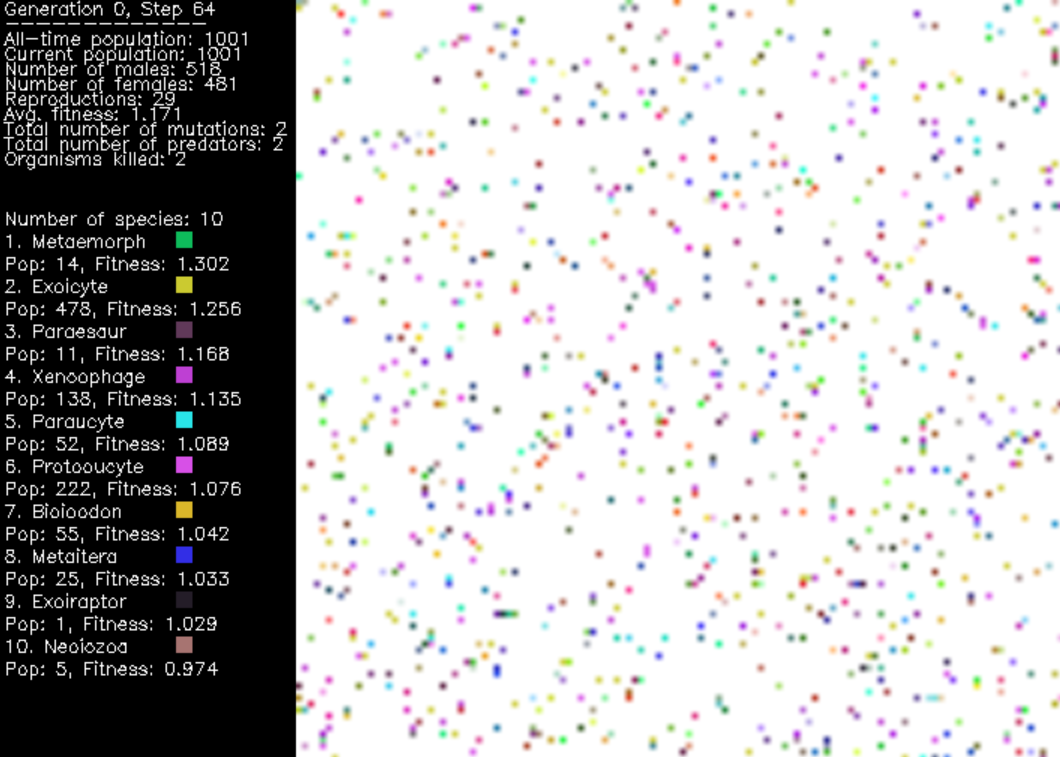 Generation 0, Step 64
---------------
All-time population: 1001
Current population: 1001
Number of males: 518
Number of females: 481
Reproductions: 29
Avg. fitness: 1.171
Total number of mutations: 2
Total number of predators: 2
Organisms killed: 2
Number of species: 10
1. Metaemorph
Pop: 14, Fitness: 1.302
2. Exoicyte
Pop: 478, Fitness: 1.256
3. Paraesaur
Pop: 11, Fitness: 1.168
4. Xenoophage
Pop: 138, Fitness: 1.135
5. Paraucyte
Pop: 52, Fitness: 1.089
6. Protooucyte
Pop: 222, Fitness: 1.076
7. Bioioodon
Pop: 55, Fitness: 1.042
8. Metaitera
Pop: 25, Fitness: 1.033
9. Exoiraptor
Pop: 1, Fitness: 1.029
10. Neoiozoa
Pop: 5, Fitness: 0.974